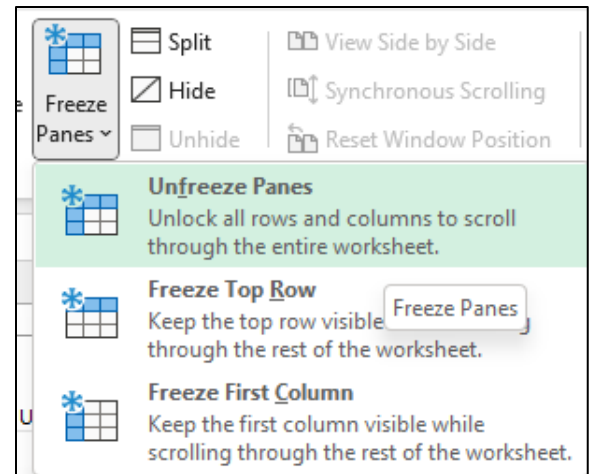 Split
View Side by Side
Freeze
Panes
Hide
Synchronous Scrolling
Unhide
Reset Window Position
Unfreeze Panes
Unlock all rows and columns to scroll
through the entire worksheet.
Freeze Top Row
Keep the top row visible
Freeze Panes
through the rest of the worksheet.
Freeze First Column
Keep the first column visible while
scrolling through the rest of the worksheet.
U